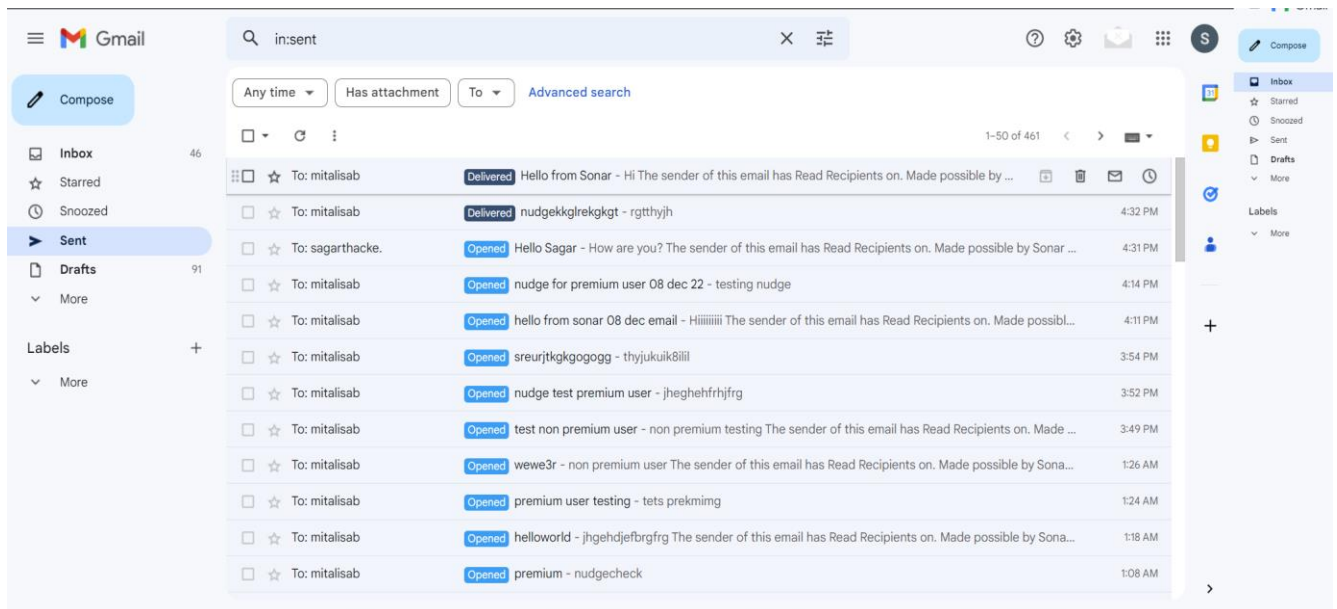 Gmail
in:sent
S
Compose
Inbox 46
Starred
Snoozed
Sent
Drafts 91
More
Labels
More
Any time Has attachment To Advanced search
1-50 of 461
To: mitalisab Delivered Hello from Sonar - Hi The sender of this email has Read Recipients on. Made possible by ...
To: mitalisab Delivered nudgekkglrekgkgt - rgtthyjh 4:32 PM
To: sagarthacke. Opened Hello Sagar - How are you? The sender of this email has Read Recipients on. Made possible by Sonar ... 4:31 PM
To: mitalisab Opened nudge for premium user 08 dec 22 - testing nudge 4:14 PM
To: mitalisab Opened hello from sonar 08 dec email - Hiiiiiiiii The sender of this email has Read Recipients on. Made possibl... 4:11 PM
To: mitalisab Opened sreurjtkgkgogogg - thyjukuik8ilil 3:54 PM
To: mitalisab Opened nudge test premium user - jheghehfrhjfrg 3:52 PM
To: mitalisab Opened test non premium user - non premium testing The sender of this email has Read Recipients on. Made ... 3:49 PM
To: mitalisab Opened wewe3r - non premium user The sender of this email has Read Recipients on. Made possible by Sona... 1:26 AM
To: mitalisab Opened premium user testing - tets prekmimg 1:24 AM
To: mitalisab Opened helloworld - jhgehdjefbrgfrg The sender of this email has Read Recipients on. Made possible by Sona... 1:18 AM
To: mitalisab Opened premium - nudgecheck 1:08 AM
31
Compose
Inbox
Starred
Snoozed
Sent
Drafts
More
Labels
More